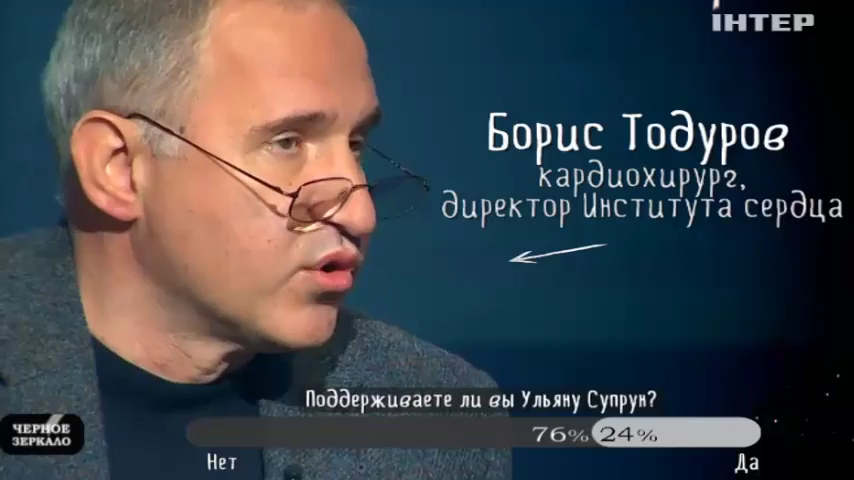 ІНТЕР
Борис Тодуров
кардиохирург,
директор Института сердца
Поддерживаете ли вы Ульяну Супрун?
ЧЕРНОЕ
ЗЕРКАЛО
76% 24%
Нет Да